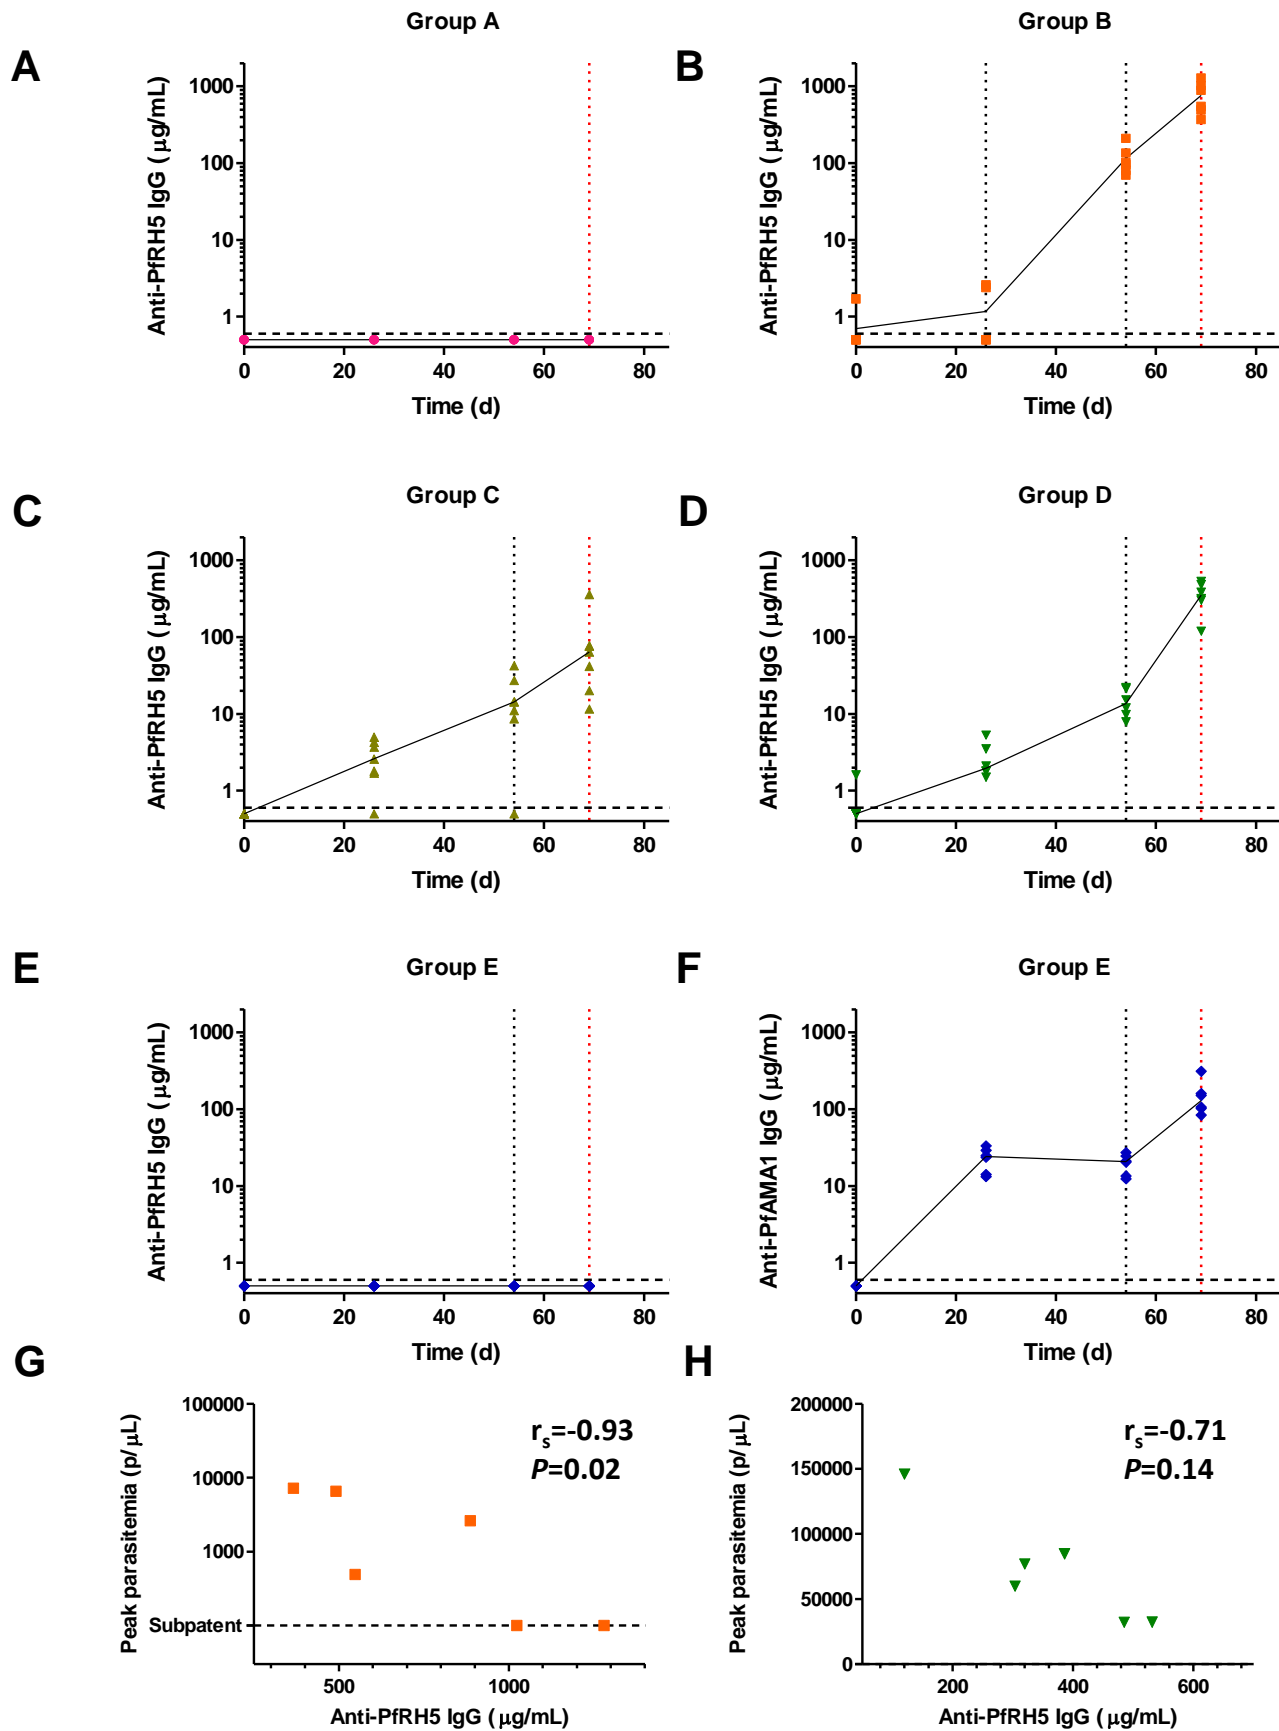 Group A
Group B
A
B
Anti-PfRH5 IgG (μg/mL)
1000
100
10
1
0
20
40
60
80
Time (d)
Anti-PfRH5 IgG (μg/mL)
1000
100
10
1
0
20
40
60
80
Time (d)
Group C
Group D
C
D
Anti-PfRH5 IgG (μg/mL)
1000
100
10
1
0
20
40
60
80
Time (d)
Anti-PfRH5 IgG (μg/mL)
1000
100
10
1
0
20
40
60
80
Time (d)
Group E
Group E
E
F
Anti-PfRH5 IgG (μg/mL)
1000
100
10
1
0
20
40
60
80
Time (d)
Anti-PfAMA1 IgG (μg/mL)
1000
100
10
1
0
20
40
60
80
Time (d)
G
H
Peak parasitemia (p/μL)
100000
10000
1000
Subpatent
rs=-0.93
P=0.02
500
1000
Anti-PfRH5 IgG (μg/mL)
Peak parasitemia (p/μL)
200000
150000
100000
50000
0
rs=-0.71
P=0.14
200
400
600
Anti-PfRH5 IgG (μg/mL)